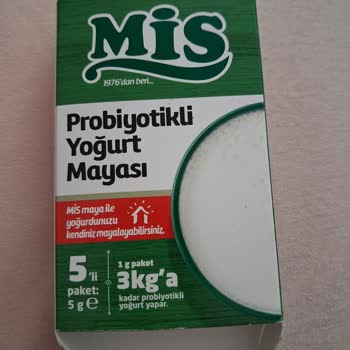 MİS
1976'dan beri...
Probiyotikli
Yoğurt
Mayası
MİS maya ile
yoğurdunuzu
kendiniz mayalayabilirsiniz.
5'li
paket:
5 g e
1 g paket
3kg'a
kadar probiyotikli
yoğurt yapar.